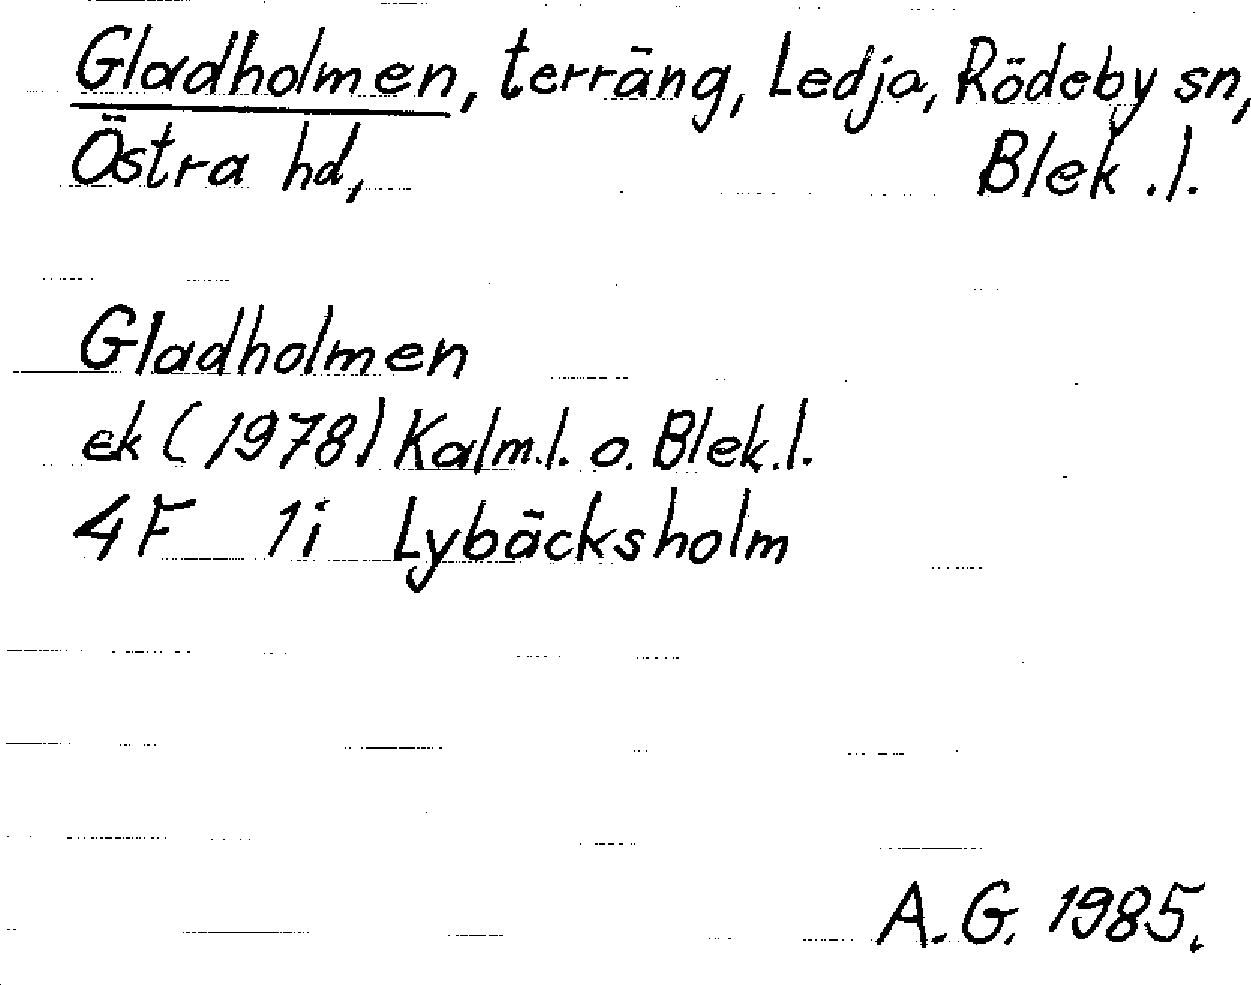 Gladholmen, terräng, Ledja, Rödeby sn,
Östra hd, Blek.l.
Gladholmen
ek (1978) Kalm.l. o. Blek.l.
4F 1i Lybäcksholm
A.G. 1985.